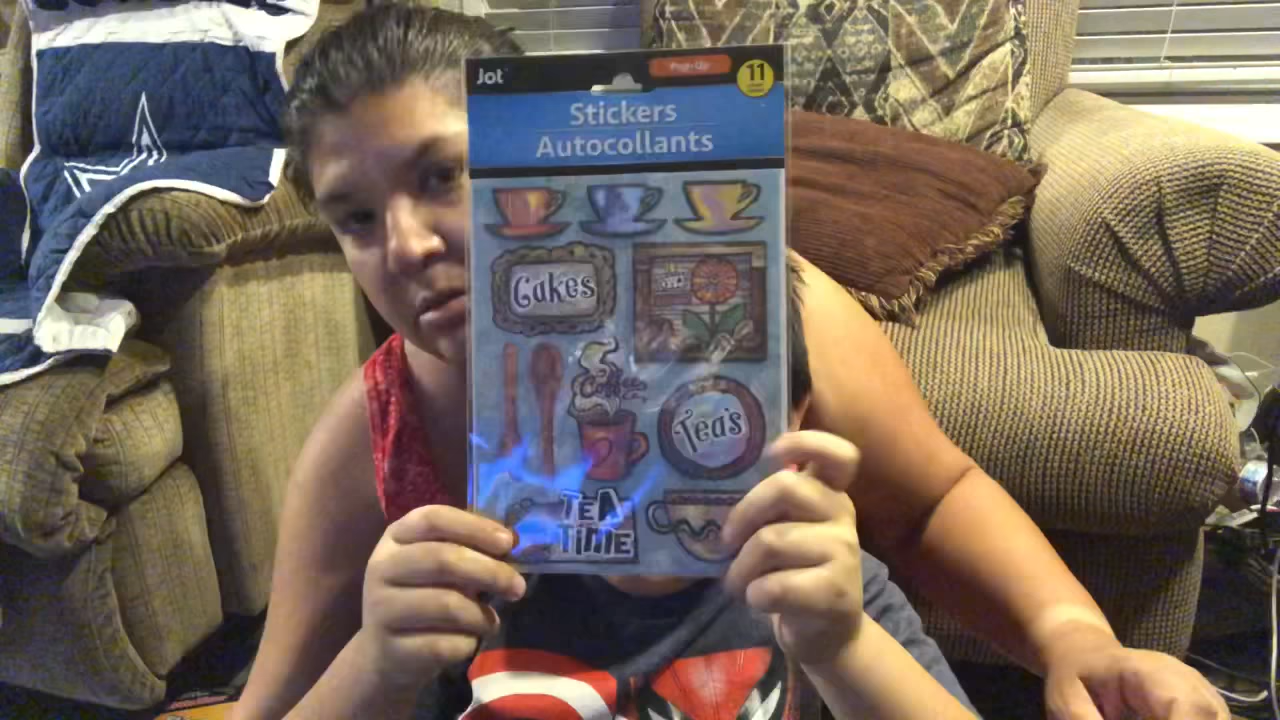 Jot
Pop-Up
11
Stickers
Autocollants
Cakes
Coffee
Tea's
TEA
TIME